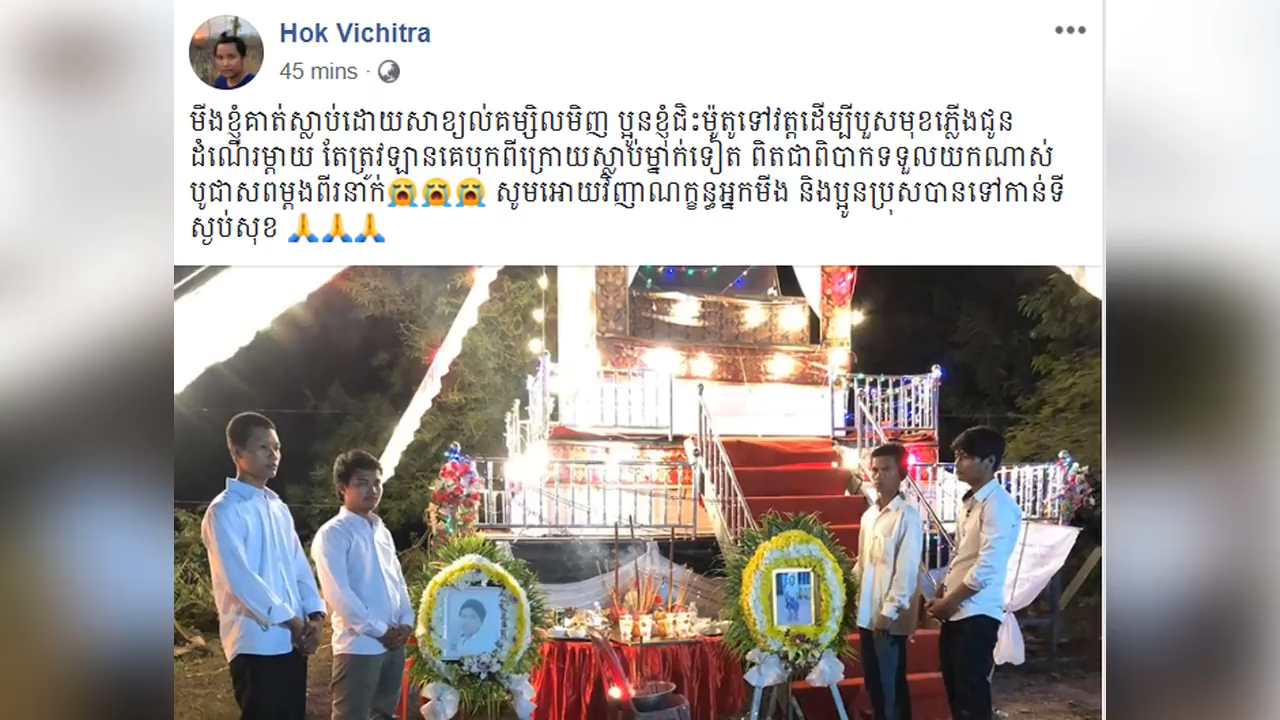 Hok Vichitra
45 mins ·
មីងខ្ញុំគាត់ស្លាប់ដោយសាខ្យល់គម្សិលមិញ ប្អូនខ្ញុំជិះម៉ូតូទៅវត្តដើម្បីបួសមុខភ្លើងជូន
ដំណើរម្តាយ តែត្រូវឡានគេបុកពីក្រោយស្លាប់ម្នាក់ទៀត ពិតជាពិបាកទទួលយកណាស់
បូជាសពម្តងពីរនាក់😭😭😭 សូមអោយវិញាណក្ខន្ធអ្នកមីង និងប្អូនប្រុសបានទៅកាន់ទី
ស្ងប់សុខ 🙏🙏🙏